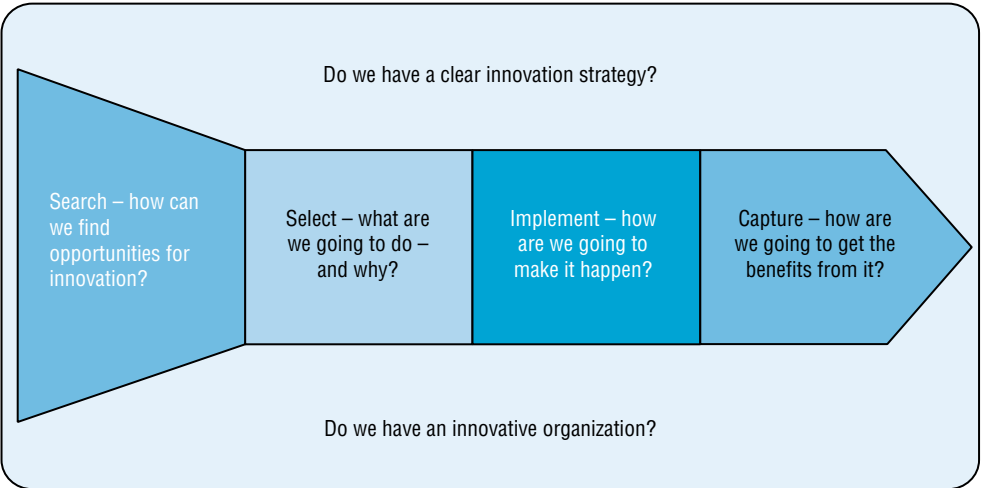 Do we have a clear innovation strategy?
Search – how can
we find
opportunities for
innovation?
Select – what are
we going to do –
and why?
Implement – how
are we going to
make it happen?
Capture – how are
we going to get the
benefits from it?
Do we have an innovative organization?